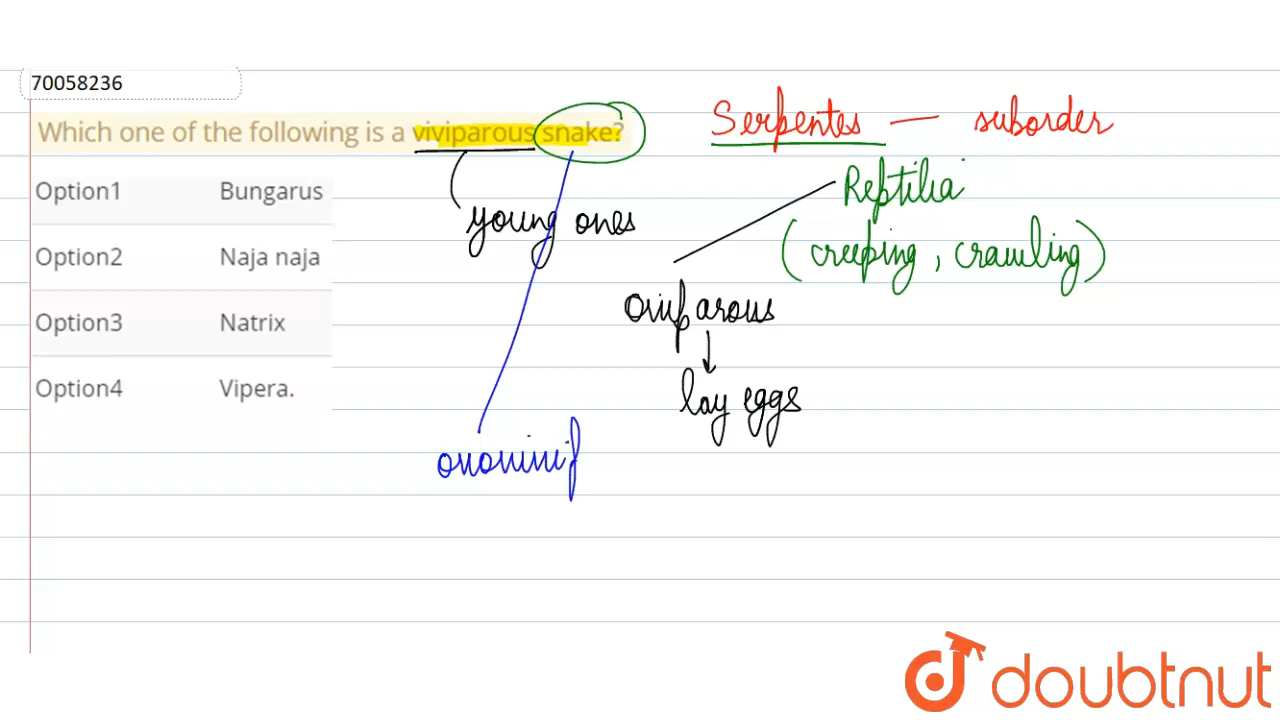 70058236
Which one of the following is a viviparous snake?
Serpentes — suborder
Option1 Bungarus
Reptilia
young ones
(creeping, crawling)
Option2 Naja naja
oviparous
Option3 Natrix
Option4 Vipera.
lay eggs
ovovivip
doubtnut